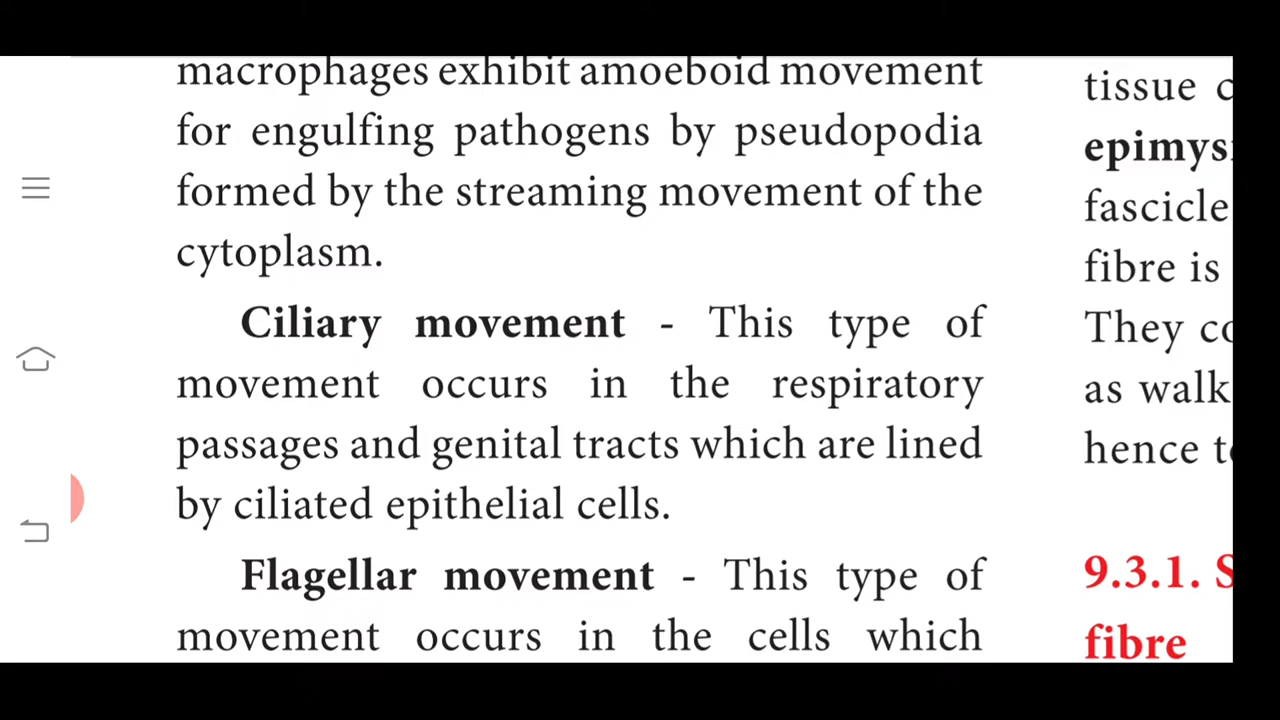 macrophages exhibit amoeboid movement
for engulfing pathogens by pseudopodia
formed by the streaming movement of the
cytoplasm.
Ciliary movement - This type of
movement occurs in the respiratory
passages and genital tracts which are lined
by ciliated epithelial cells.
Flagellar movement - This type of
movement occurs in the cells which
tissue
fascicle
fibre is
They
as walk
hence
9.3.1.
fibre